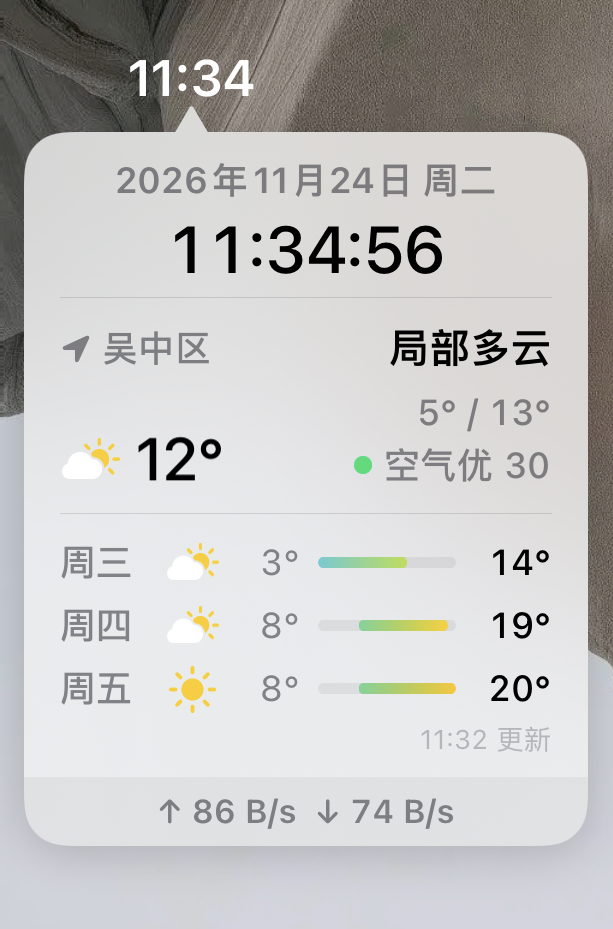 11:34
2026年11月24日 周二
11:34:56
吴中区 局部多云
5° / 13°
12° 空气优 30
周三 3° 14°
周四 8° 19°
周五 8° 20°
11:32 更新
↑ 86 B/s ↓ 74 B/s